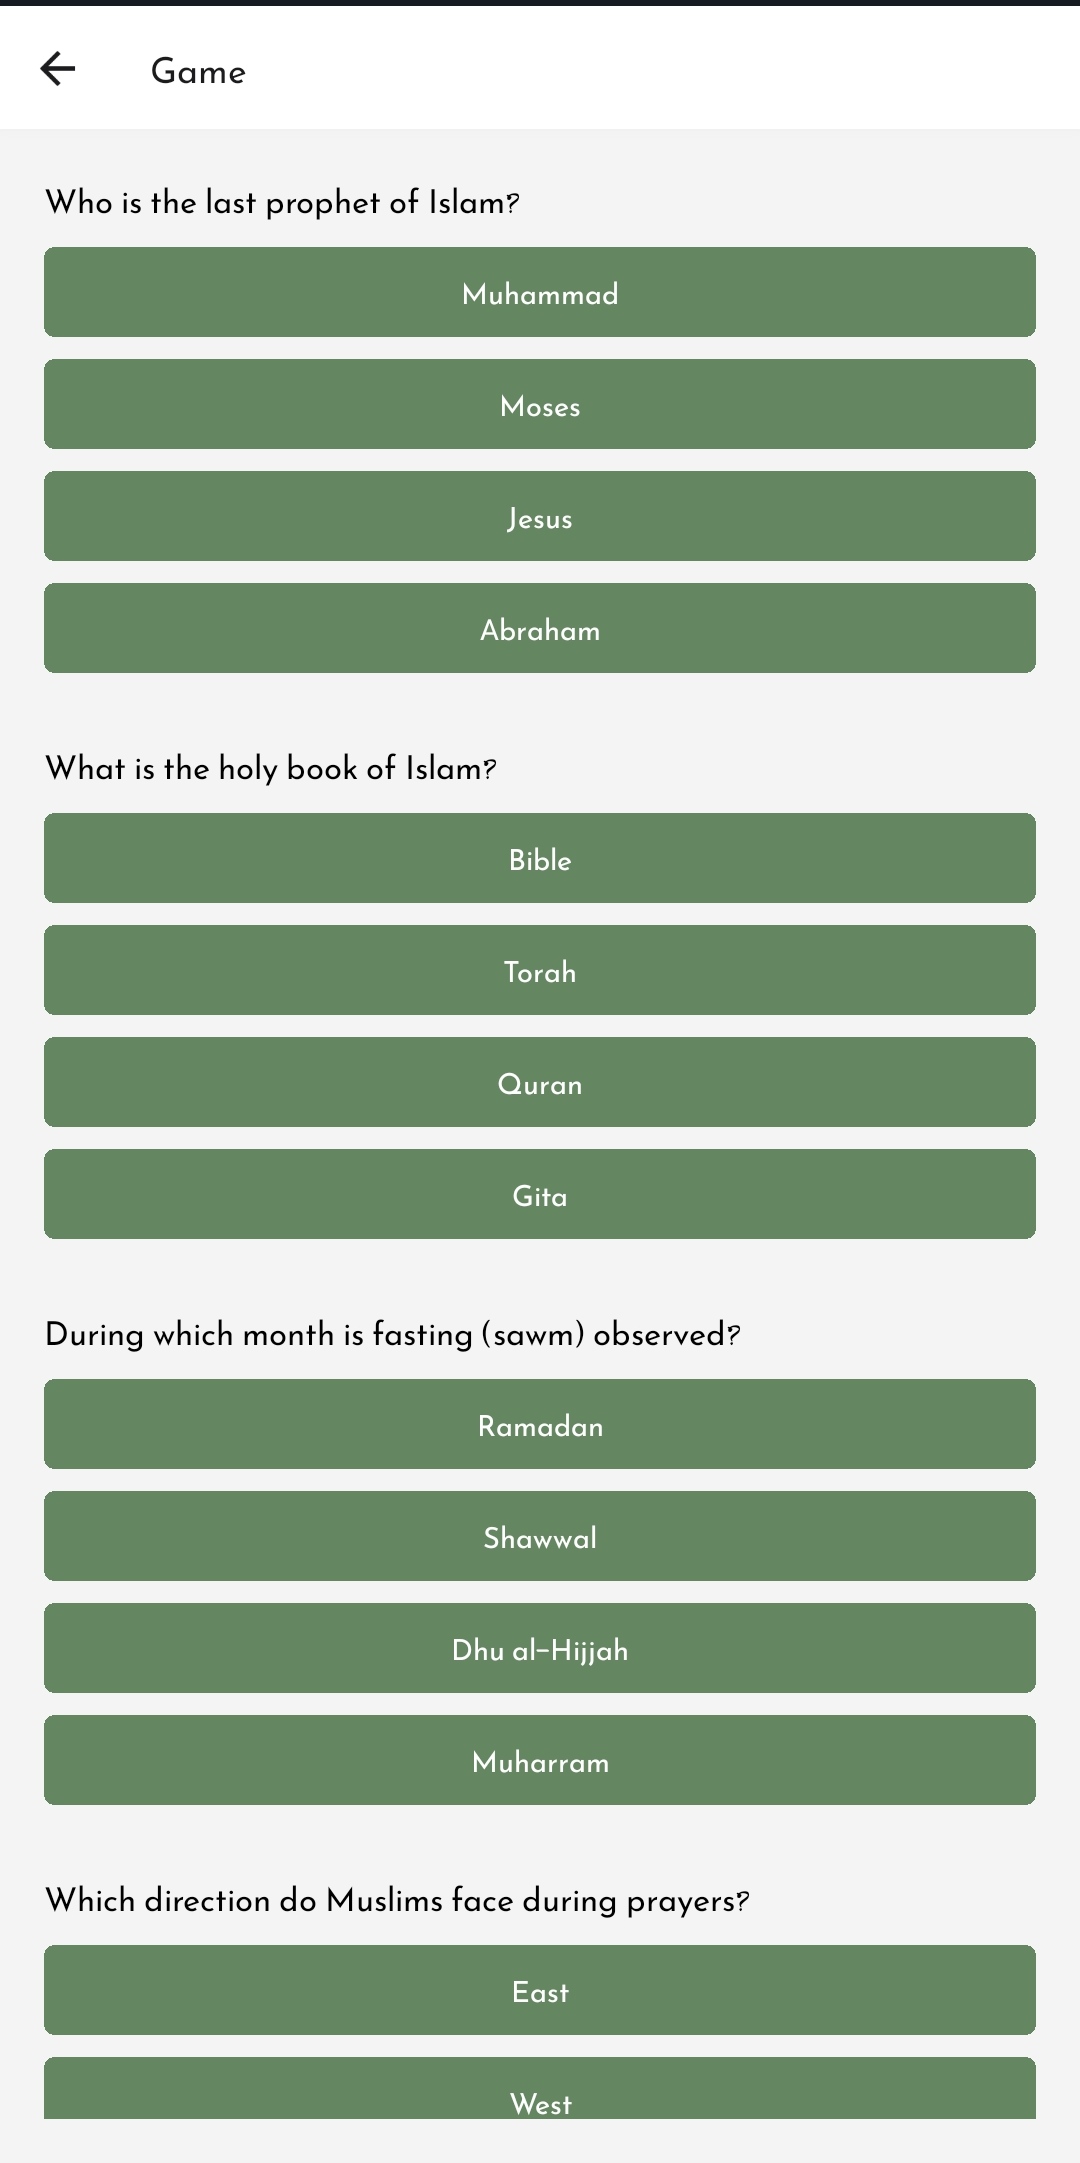 Game
Who is the last prophet of Islam?
Muhammad
Moses
Jesus
Abraham
What is the holy book of Islam?
Bible
Torah
Quran
Gita
During which month is fasting (sawm) observed?
Ramadan
Shawwal
Dhu al-Hijjah
Muharram
Which direction do Muslims face during prayers?
East
West